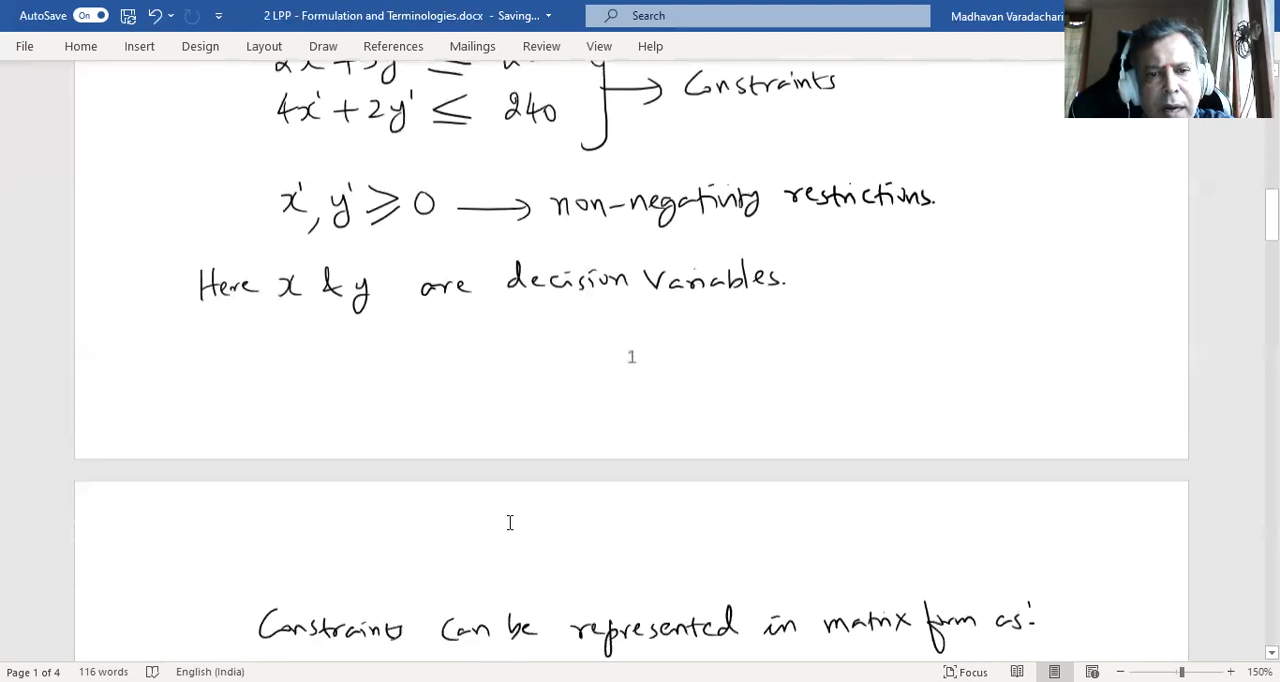 AutoSave On 2 LPP - Formulation and Terminologies.docx - Saving... Search Madhavan Varadachari
File Home Insert Design Layout Draw References Mailings Review View Help
2x + 3y ≤
4x' + 2y' ≤ 240 Constraints
x', y' ≥ 0 → non-negativity restrictions.
Here x & y are decision variables.
1
Constraints can be represented in matrix form as:
Page 1 of 4 116 words English (India) Focus 150%